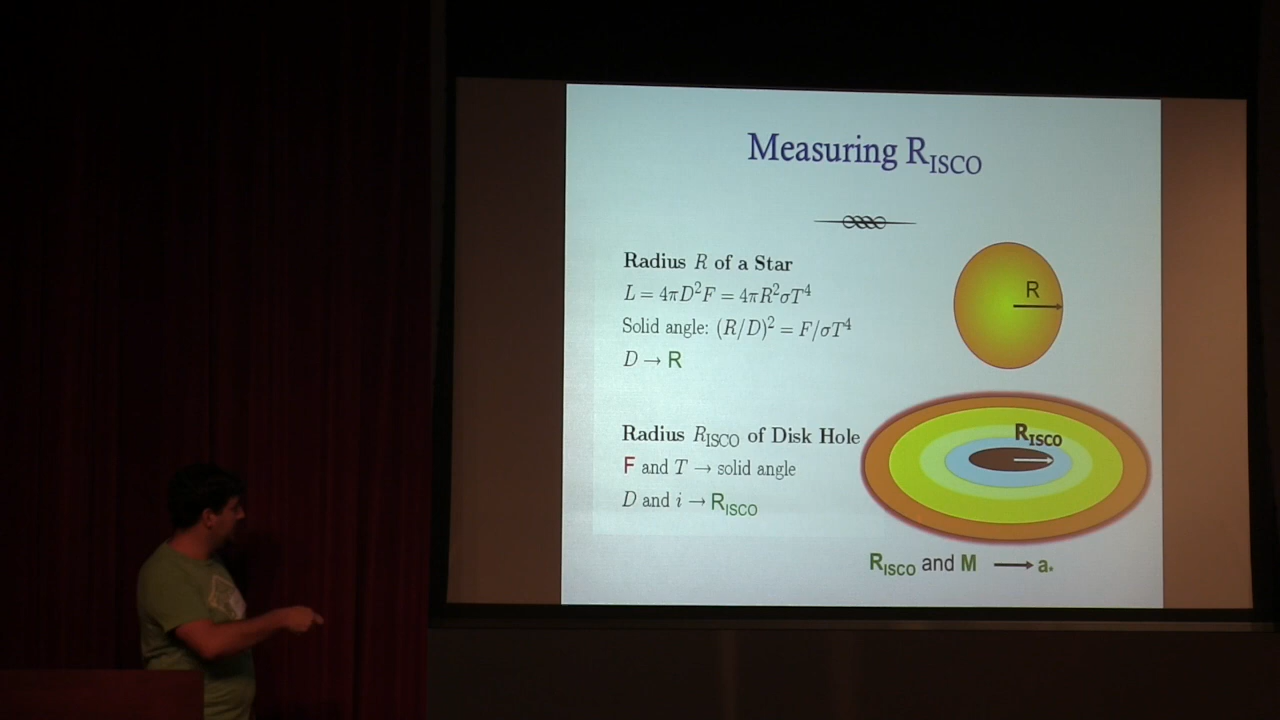 Measuring R_ISCO
Radius R of a Star
L = 4πD²F = 4πR²σT⁴
Solid angle: (R/D)² = F/σT⁴
D → R
R
Radius R_ISCO of Disk Hole
F and T → solid angle
D and i → R_ISCO
R_ISCO
R_ISCO and M → a*